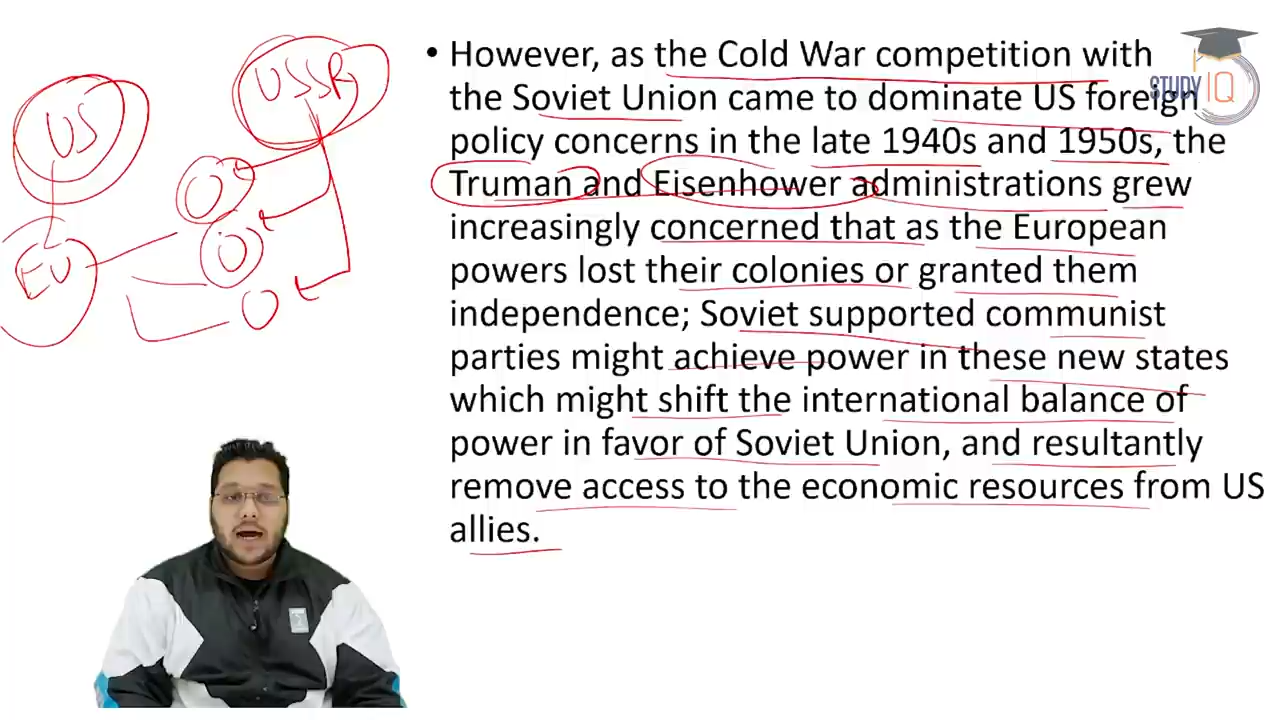 US
USSR
EU
• However, as the Cold War competition with
the Soviet Union came to dominate US foreign
policy concerns in the late 1940s and 1950s, the
Truman and Eisenhower administrations grew
increasingly concerned that as the European
powers lost their colonies or granted them
independence; Soviet supported communist
parties might achieve power in these new states
which might shift the international balance of
power in favor of Soviet Union, and resultantly
remove access to the economic resources from US
allies.
STUDY IQ